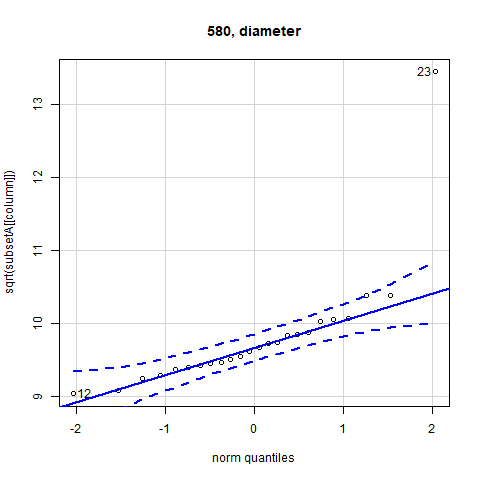 580, diameter
23
13
12
11
10
9
12
sqrt(subsetA[[column]])
-2 -1 0 1 2
norm quantiles